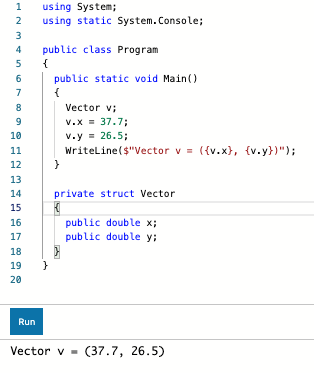 1 using System;
2 using static System.Console;
3
4 public class Program
5 {
6 public static void Main()
7 {
8 Vector v;
9 v.x = 37.7;
10 v.y = 26.5;
11 WriteLine($"Vector v = ({v.x}, {v.y})");
12 }
13
14 private struct Vector
15 {
16 public double x;
17 public double y;
18 }
19 }
20
Run
Vector v = (37.7, 26.5)